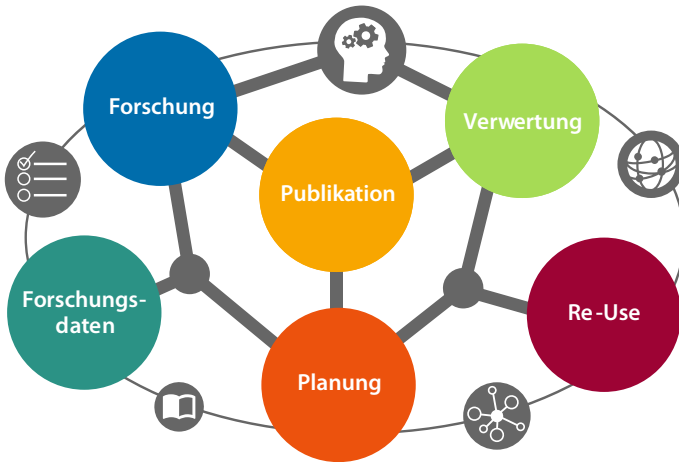 Forschung
Verwertung
Publikation
Forschungs-
daten
Re-Use
Planung